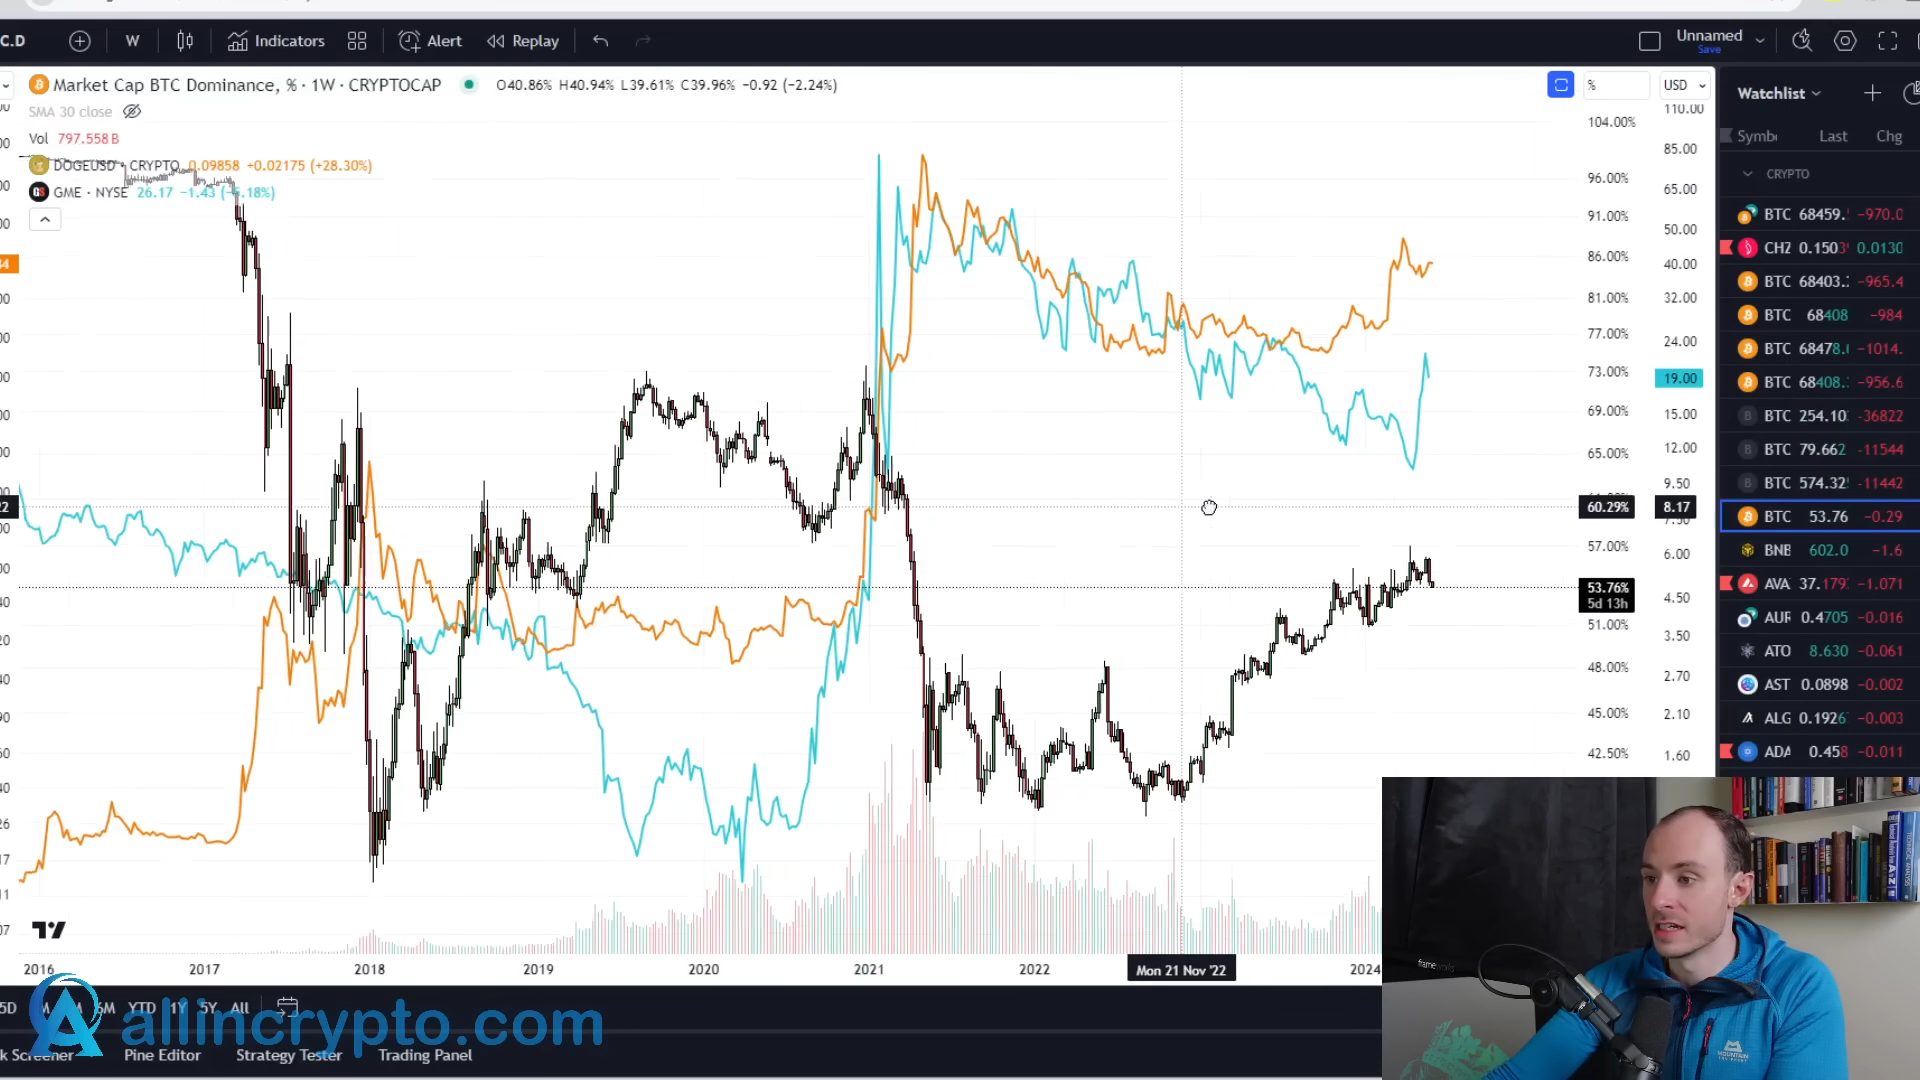 C.D W Indicators Alert Replay Unnamed
Save
Market Cap BTC Dominance, % · 1W · CRYPTOCAP O40.86% H40.94% L39.61% C39.96% −0.92 (−2.24%) % USD Watchlist
SMA 30 close
Vol 797.558B
DOGEUSD · CRYPTO 0.09858 +0.02175 (+28.30%)
GME · NYSE 26.17 −1.43
104.00%
96.00%
91.00%
86.00%
81.00%
77.00%
73.00%
69.00%
65.00%
60.29%
57.00%
53.76%
5d 13h
51.00%
48.00%
45.00%
42.50%
110.00
85.00
65.00
50.00
40.00
32.00
24.00
19.00
15.00
12.00
9.50
8.17
6.00
4.50
3.50
2.70
2.10
1.60
Last Chg
CRYPTO
BTC 68459. −970.0
CHZ 0.0130
BTC 68403. −965.4
BTC 68408 −984
BTC 68478. −1014.
BTC 68408. −956.6
BTC 254.10 −36822
BTC 79.662 −11544
BTC 574.32 −11442
BTC 53.76 −0.29
BNB 602.0 −1.6
AVA 37.179 −1.071
AUR 0.4705 −0.016
ATO 8.630 −0.061
AST 0.0898 −0.002
ALG 0.1926 −0.003
ADA 0.458 −0.011
2016 2017 2018 2019 2020 2021 2022 Mon 21 Nov '22 2024
5D 6M YTD 1Y 5Y All
allincrypto.com
Screener Pine Editor Strategy Tester Trading Panel
MOUNTAIN